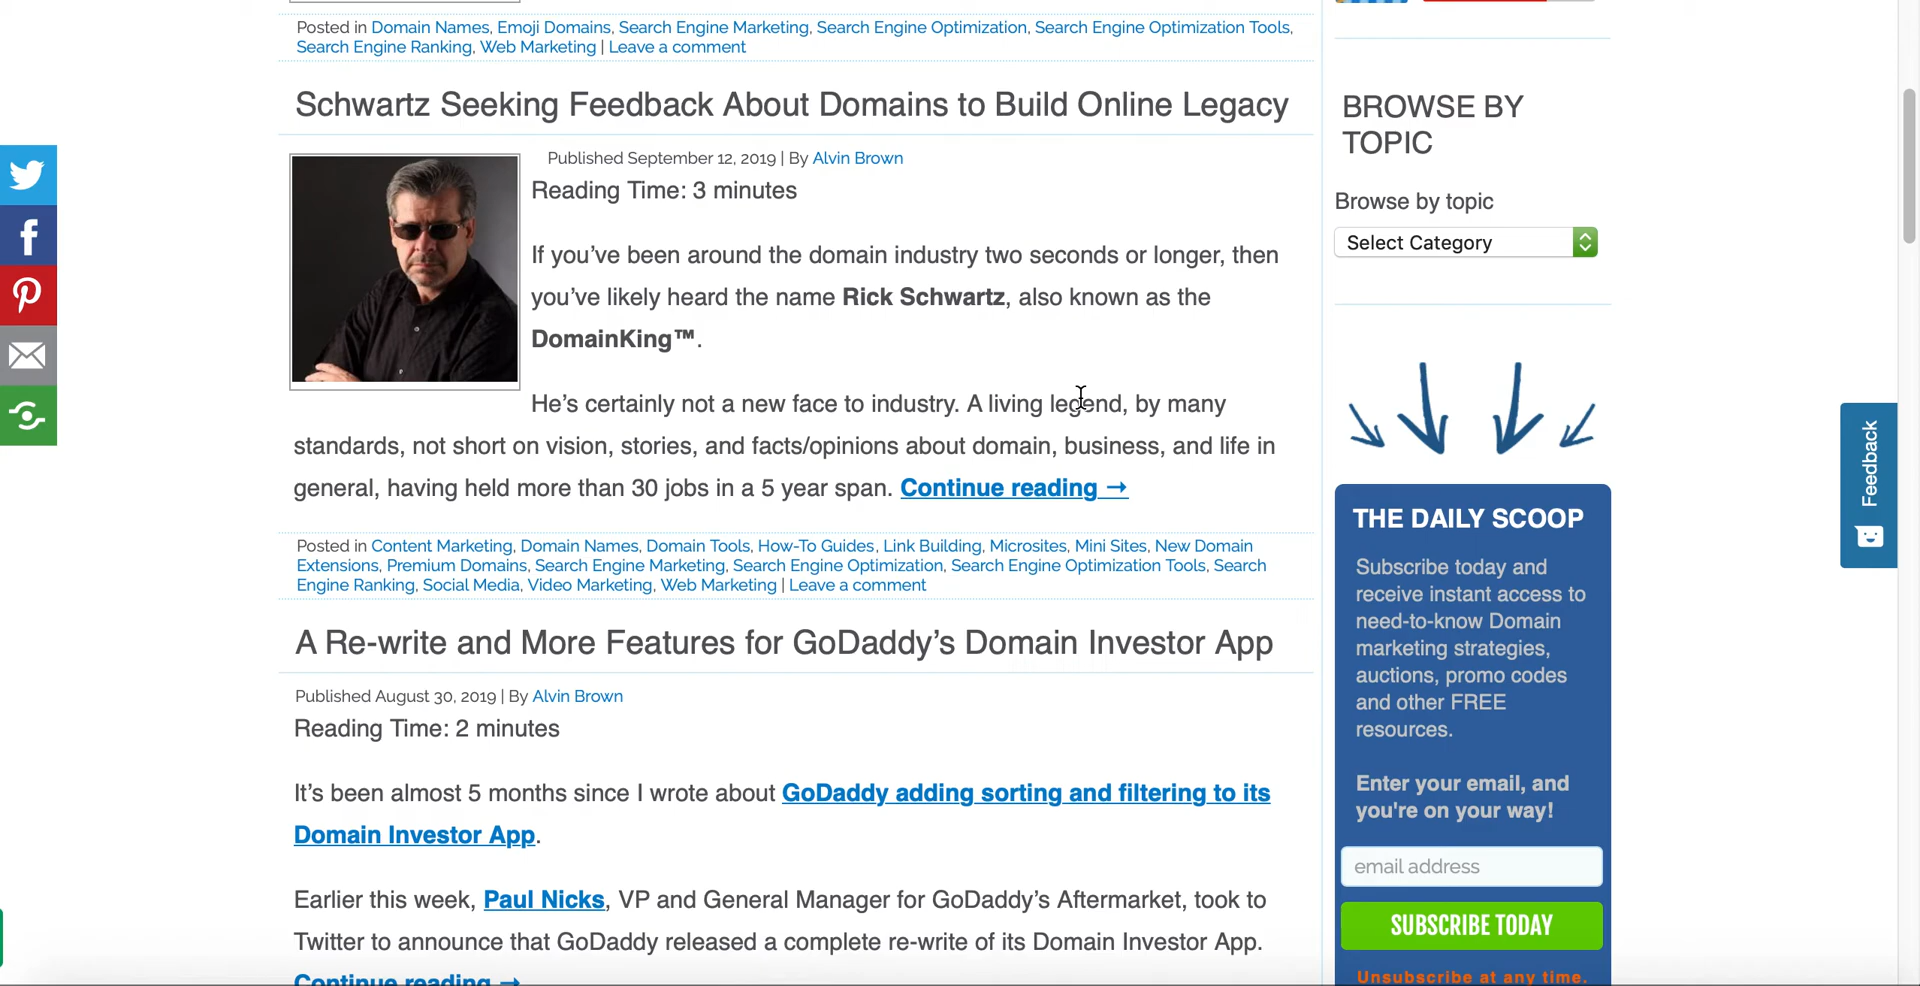 Posted in Domain Names, Emoji Domains, Search Engine Marketing, Search Engine Optimization, Search Engine Optimization Tools,
Search Engine Ranking, Web Marketing | Leave a comment
Schwartz Seeking Feedback About Domains to Build Online Legacy
Published September 12, 2019 | By Alvin Brown
Reading Time: 3 minutes
If you’ve been around the domain industry two seconds or longer, then
you’ve likely heard the name Rick Schwartz, also known as the
DomainKing™.
He’s certainly not a new face to industry. A living legend, by many
standards, not short on vision, stories, and facts/opinions about domain, business, and life in
general, having held more than 30 jobs in a 5 year span. Continue reading →
Posted in Content Marketing, Domain Names, Domain Tools, How-To Guides, Link Building, Microsites, Mini Sites, New Domain
Extensions, Premium Domains, Search Engine Marketing, Search Engine Optimization, Search Engine Optimization Tools, Search
Engine Ranking, Social Media, Video Marketing, Web Marketing | Leave a comment
A Re-write and More Features for GoDaddy’s Domain Investor App
Published August 30, 2019 | By Alvin Brown
Reading Time: 2 minutes
It’s been almost 5 months since I wrote about GoDaddy adding sorting and filtering to its
Domain Investor App.
Earlier this week, Paul Nicks, VP and General Manager for GoDaddy’s Aftermarket, took to
Twitter to announce that GoDaddy released a complete re-write of its Domain Investor App.
Continue reading →
BROWSE BY
TOPIC
Browse by topic
Select Category
THE DAILY SCOOP
Subscribe today and
receive instant access to
need-to-know Domain
marketing strategies,
auctions, promo codes
and other FREE
resources.
Enter your email, and
you're on your way!
email address
SUBSCRIBE TODAY
Unsubscribe at any time.
Feedback